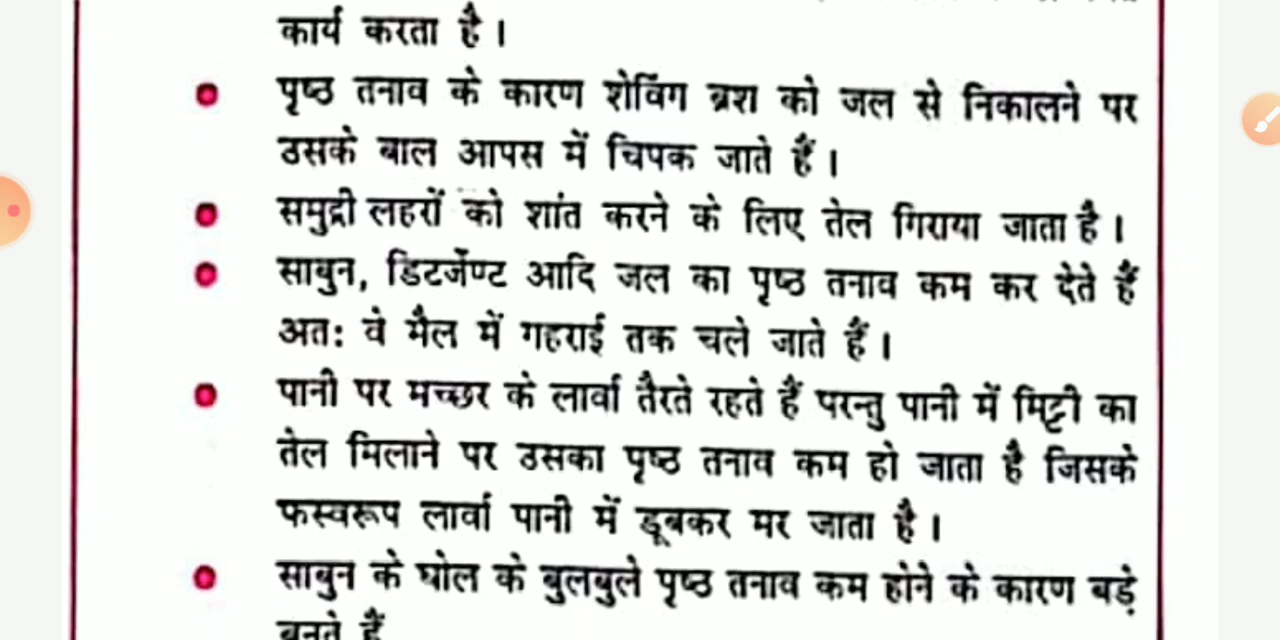 कार्य करता है।
पृष्ठ तनाव के कारण शेविंग ब्रश को जल से निकालने पर
उसके बाल आपस में चिपक जाते हैं।
समुद्री लहरों को शांत करने के लिए तेल गिराया जाता है।
साबुन, डिटर्जेण्ट आदि जल का पृष्ठ तनाव कम कर देते हैं
अतः वे मैल में गहराई तक चले जाते हैं।
पानी पर मच्छर के लार्वा तैरते रहते हैं परन्तु पानी में मिट्टी का
तेल मिलाने पर उसका पृष्ठ तनाव कम हो जाता है जिसके
फस्वरूप लार्वा पानी में डूबकर मर जाता है।
साबुन के घोल के बुलबुले पृष्ठ तनाव कम होने के कारण बड़े
बनते हैं